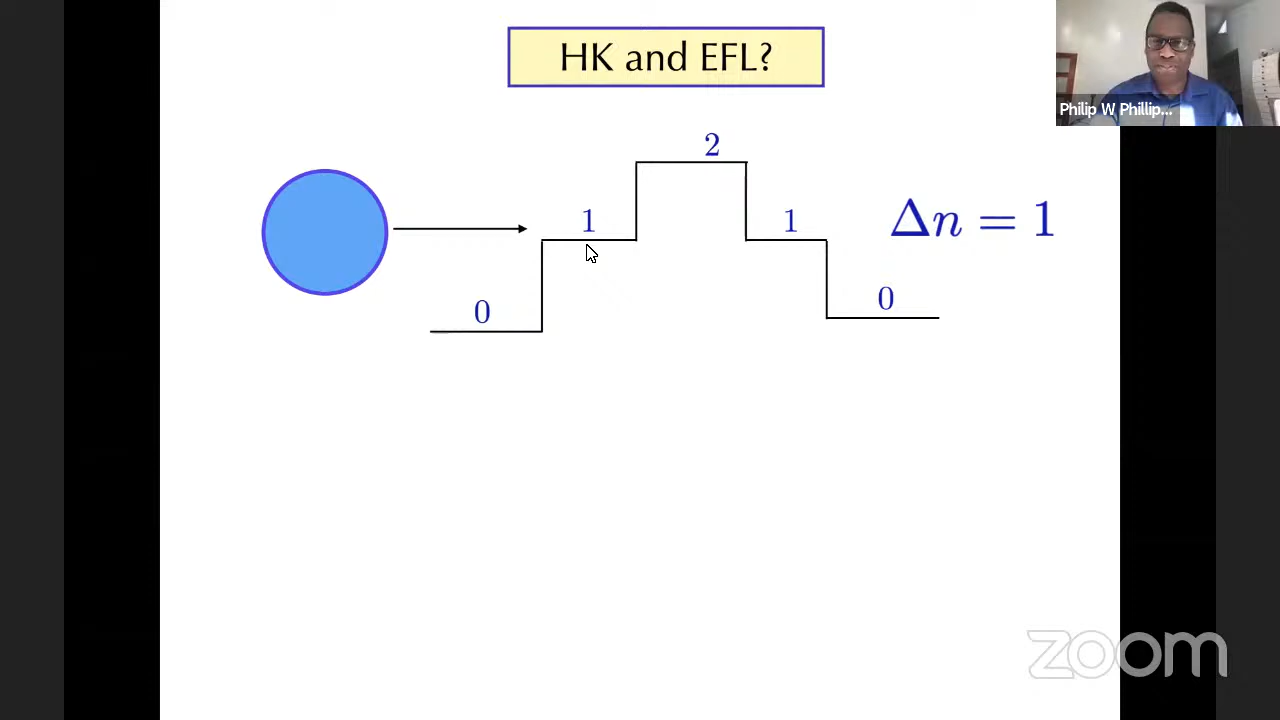 HK and EFL?
Philip W Phillip...
2
1
1
Δn = 1
0
0
zoom